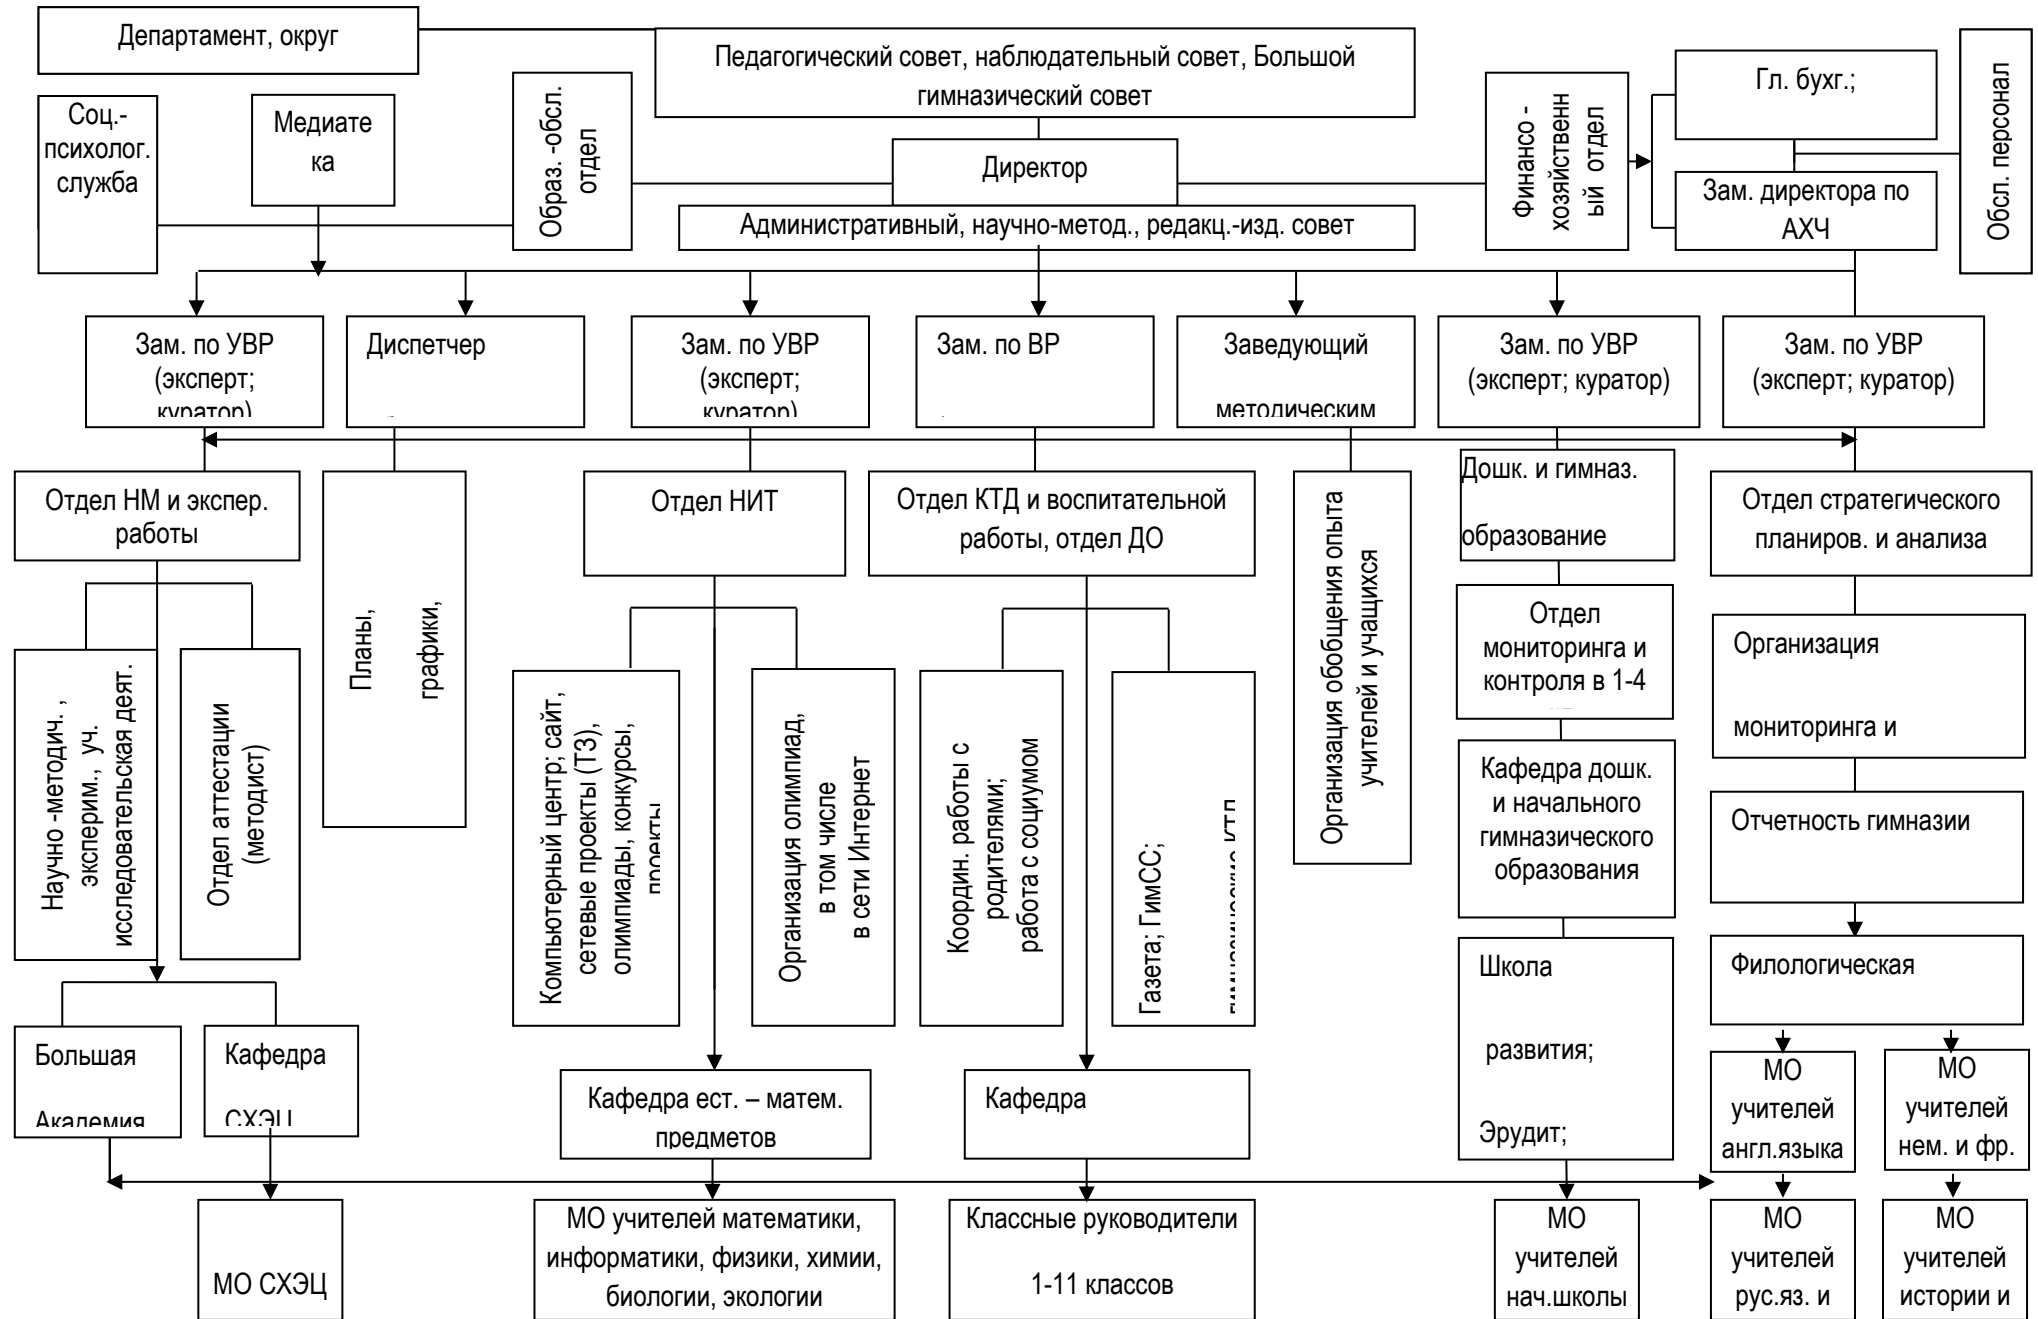 Департамент, округ
Педагогический совет, наблюдательный совет, Большой
гимназический совет
Соц.-
психолог.
служба
Медиате
ка
Образ. -обсл.
отдел
Директор
Административный, научно-метод., редакц.-изд. совет
Финансо -
хозяйственн
ый отдел
Гл. бухг.;
Зам. директора по
АХЧ
Обсл. персонал
Зам. по УВР
(эксперт;
куратор)
Диспетчер
Зам. по УВР
(эксперт;
куратор)
Зам. по ВР
Заведующий
методическим
Зам. по УВР
(эксперт; куратор)
Зам. по УВР
(эксперт; куратор)
Отдел НМ и экспер.
работы
Планы,
графики,
Отдел НИТ
Отдел КТД и воспитательной
работы, отдел ДО
Организация обобщения опыта
учителей и учащихся
Дошк. и гимназ.
образование
Отдел стратегического
планиров. и анализа
Отдел
мониторинга и
контроля в 1-4
Организация
мониторинга и
Научно -методич. ,
эксперим., уч.
исследовательская деят.
Отдел аттестации
(методист)
Компьютерный центр; сайт,
сетевые проекты (ТЗ),
олимпиады, конкурсы,
проекты
Организация олимпиад,
в том числе
в сети Интернет
Координ. работы с
родителями;
работа с социумом
Газета; ГимСС;
гимназические КТД
Кафедра дошк.
и начального
гимназического
образования
Отчетность гимназии
Школа
развития;
Эрудит;
Филологическая
Большая
Академия
Кафедра
СХЭЦ
Кафедра ест. – матем.
предметов
Кафедра
МО
учителей
англ.языка
МО
учителей
нем. и фр.
МО СХЭЦ
МО учителей математики,
информатики, физики, химии,
биологии, экологии
Классные руководители
1-11 классов
МО
учителей
нач.школы
МО
учителей
рус.яз. и
МО
учителей
истории и